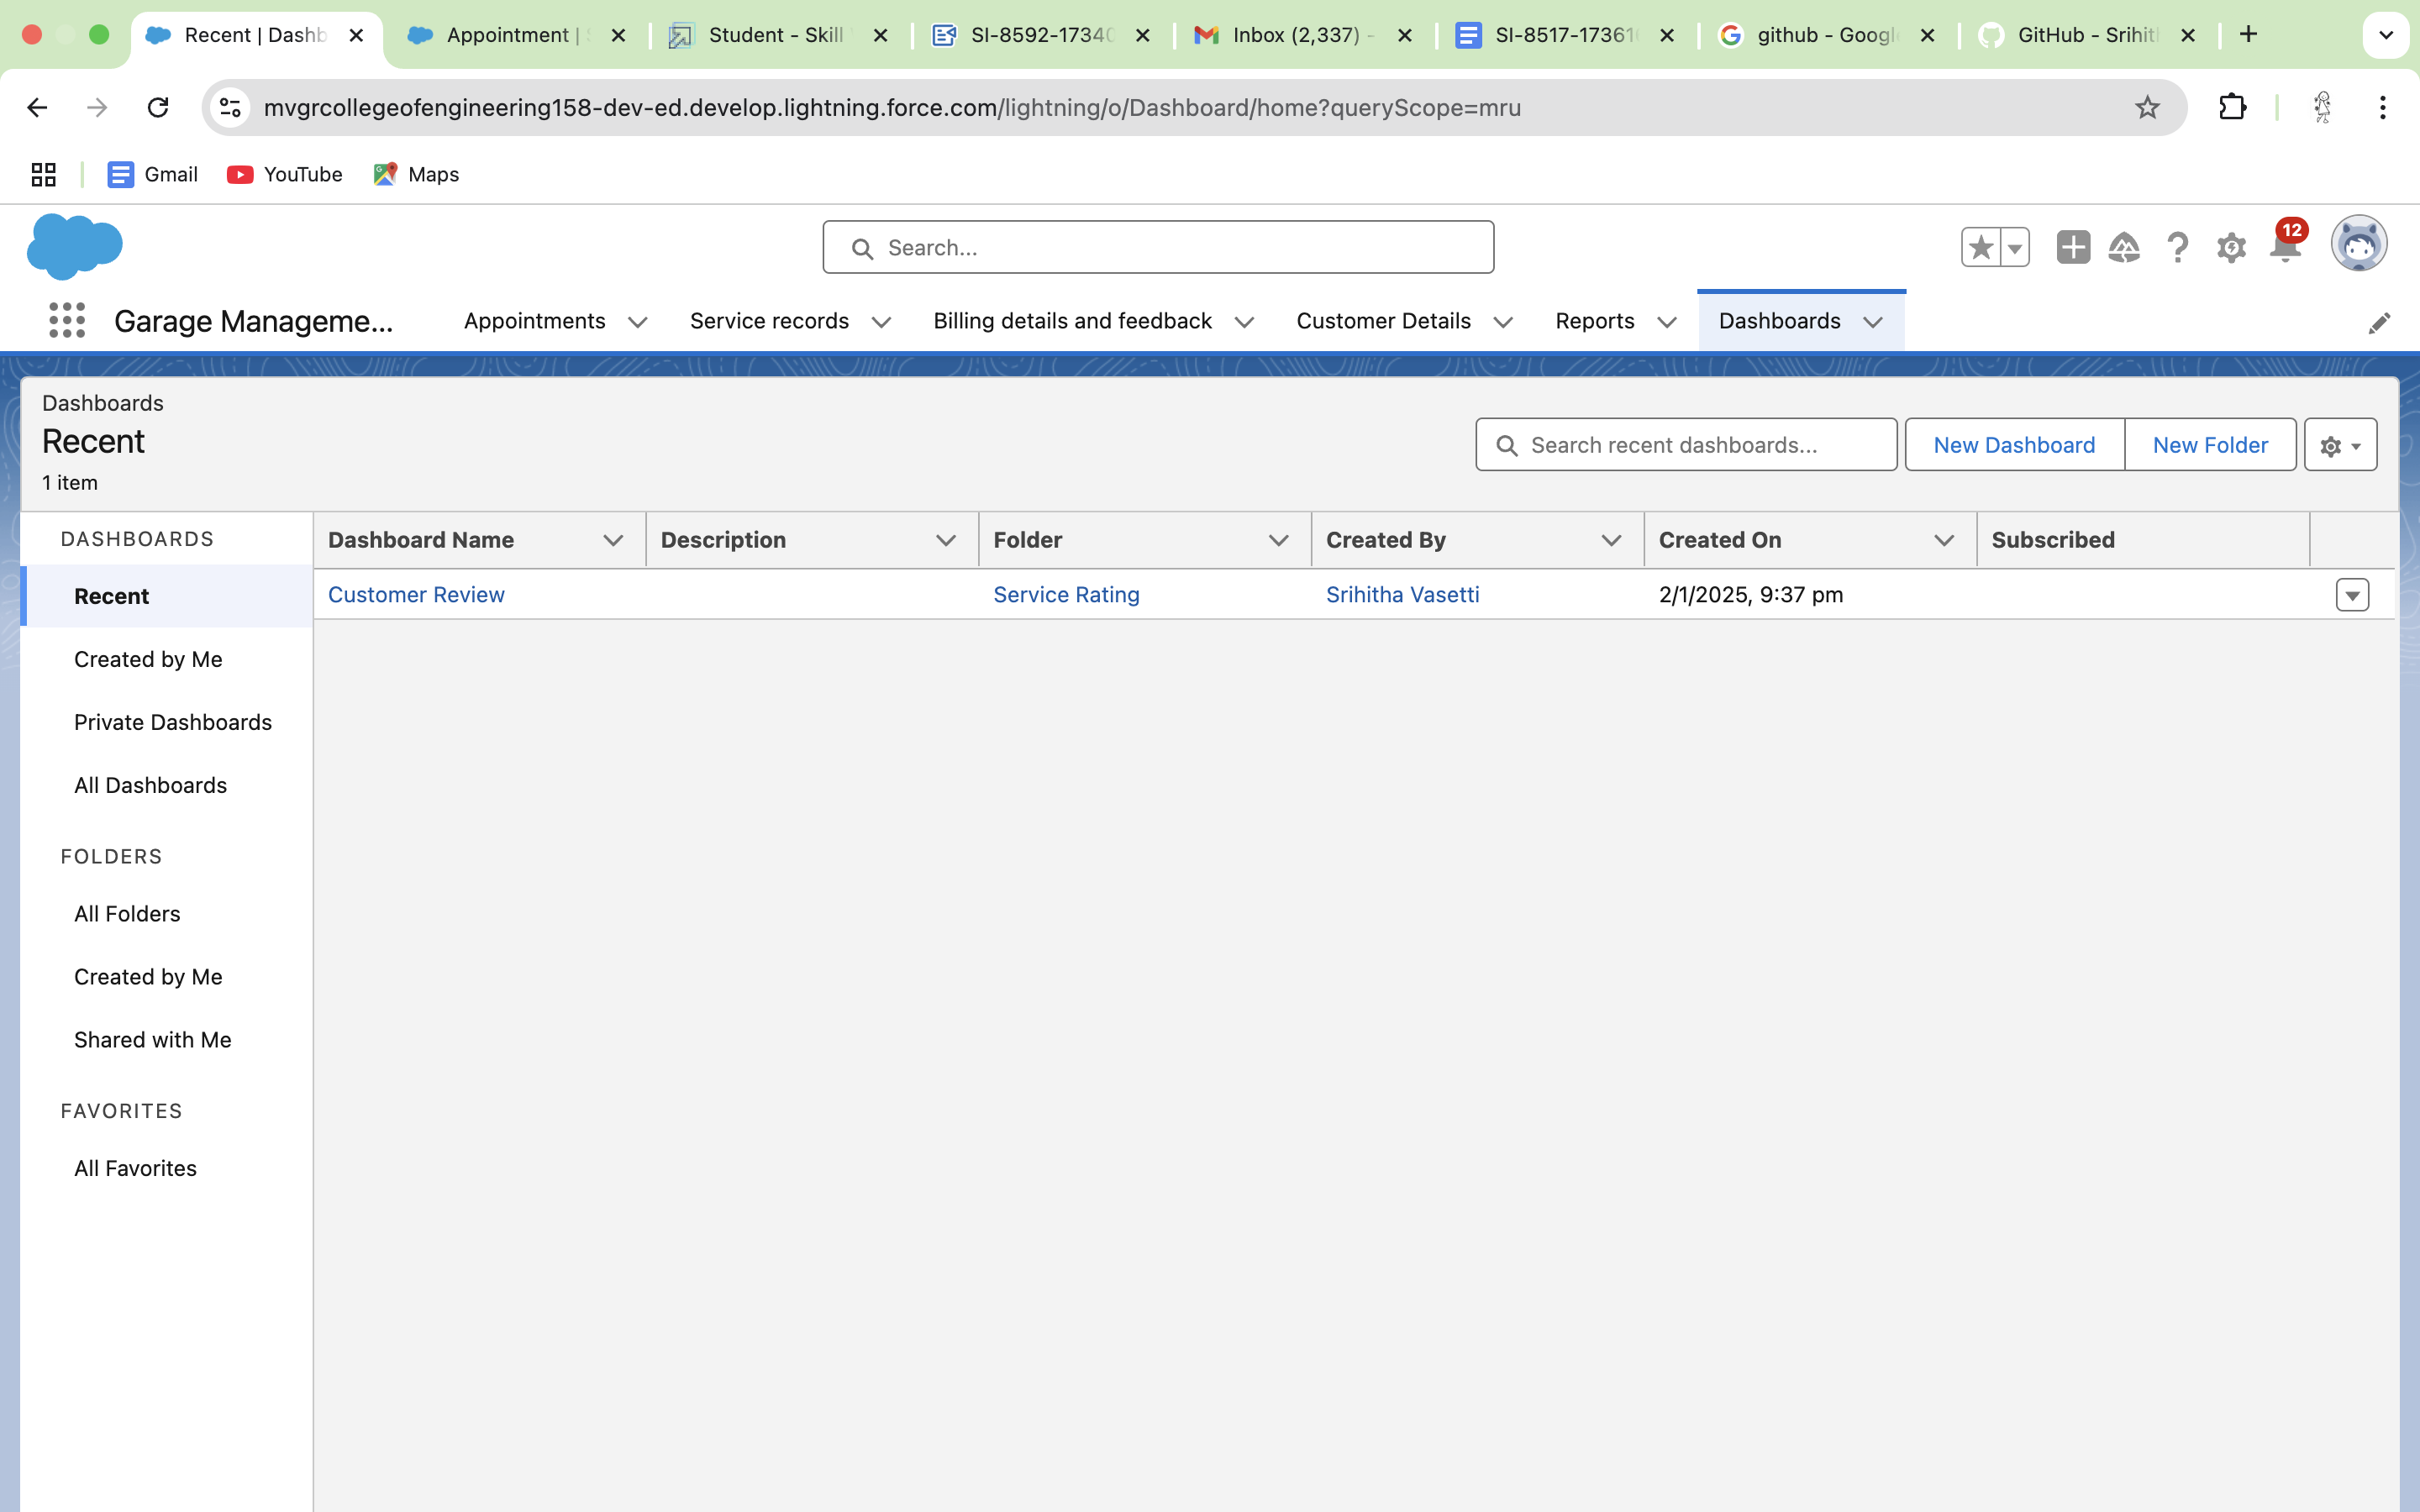 Recent | Dashb
Appointment |
Student - Skill
SI-8592-17340
Inbox (2,337) -
SI-8517-17361
github - Googl
GitHub - Srihit
mvgrcollegeofengineering158-dev-ed.develop.lightning.force.com/lightning/o/Dashboard/home?queryScope=mru
Gmail
YouTube
Maps
Search...
12
Garage Manageme...
Appointments
Service records
Billing details and feedback
Customer Details
Reports
Dashboards
Dashboards
Recent
1 item
Search recent dashboards...
New Dashboard
New Folder
DASHBOARDS
Recent
Created by Me
Private Dashboards
All Dashboards
FOLDERS
All Folders
Created by Me
Shared with Me
FAVORITES
All Favorites
Dashboard Name
Description
Folder
Created By
Created On
Subscribed
Customer Review
Service Rating
Srihitha Vasetti
2/1/2025, 9:37 pm